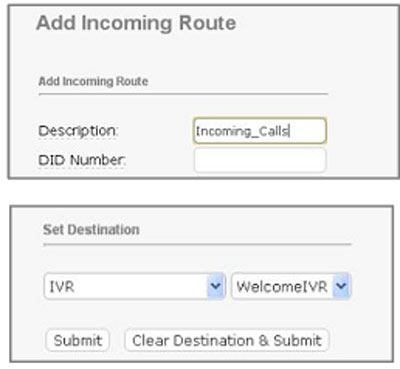 Add Incoming Route
Add Incoming Route
Description: Incoming_Calls
DID Number:
Set Destination
IVR WelcomeIVR
Submit Clear Destination & Submit